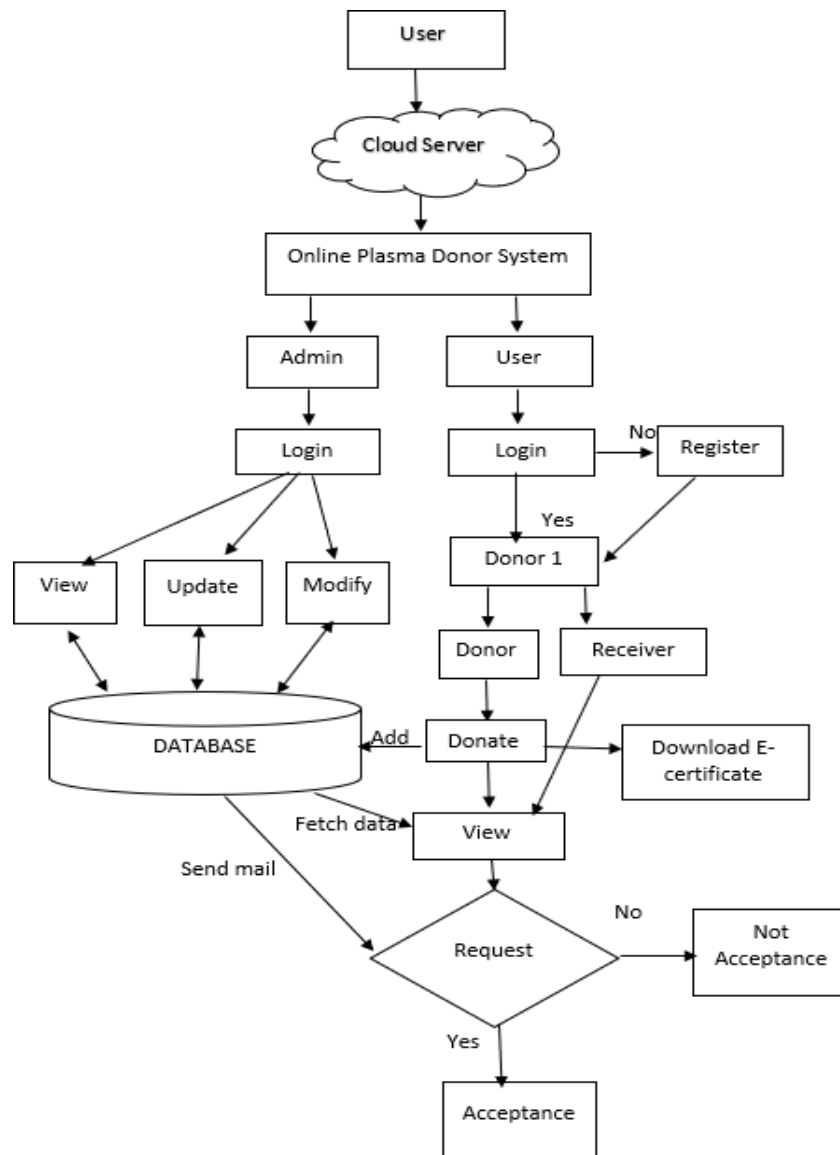 User
Cloud Server
Online Plasma Donor System
Admin
User
Login
Login
No
Register
Yes
View
Update
Modify
Donor 1
Donor
Receiver
DATABASE
Add
Donate
Download E-
certificate
Fetch data
View
Send mail
Request
No
Not
Acceptance
Yes
Acceptance